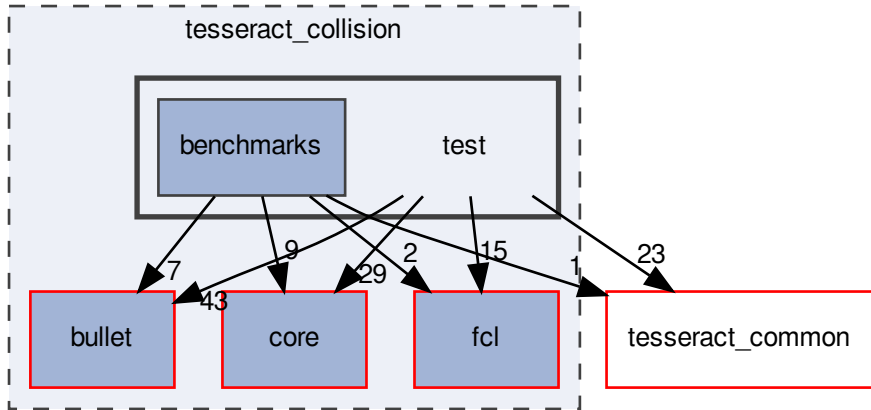 tesseract_collision
benchmarks
test
7
43
9
29
2
15
1
23
bullet
core
fcl
tesseract_common